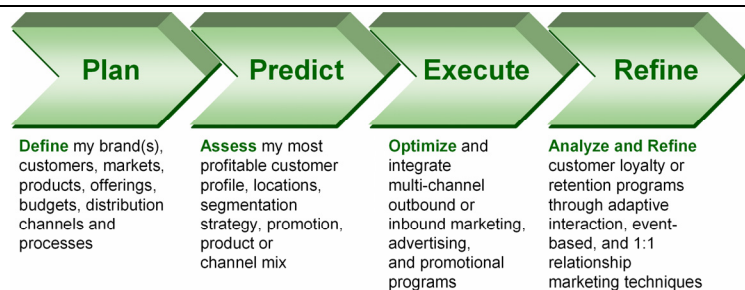 Plan
Predict
Execute
Refine
Define my brand(s),
customers, markets,
products, offerings,
budgets, distribution
channels and
processes
Assess my most
profitable customer
profile, locations,
segmentation
strategy, promotion,
product or
channel mix
Optimize and
integrate
multi-channel
outbound or
inbound marketing,
advertising,
and promotional
programs
Analyze and Refine
customer loyalty or
retention programs
through adaptive
interaction, event-
based, and 1:1
relationship
marketing techniques